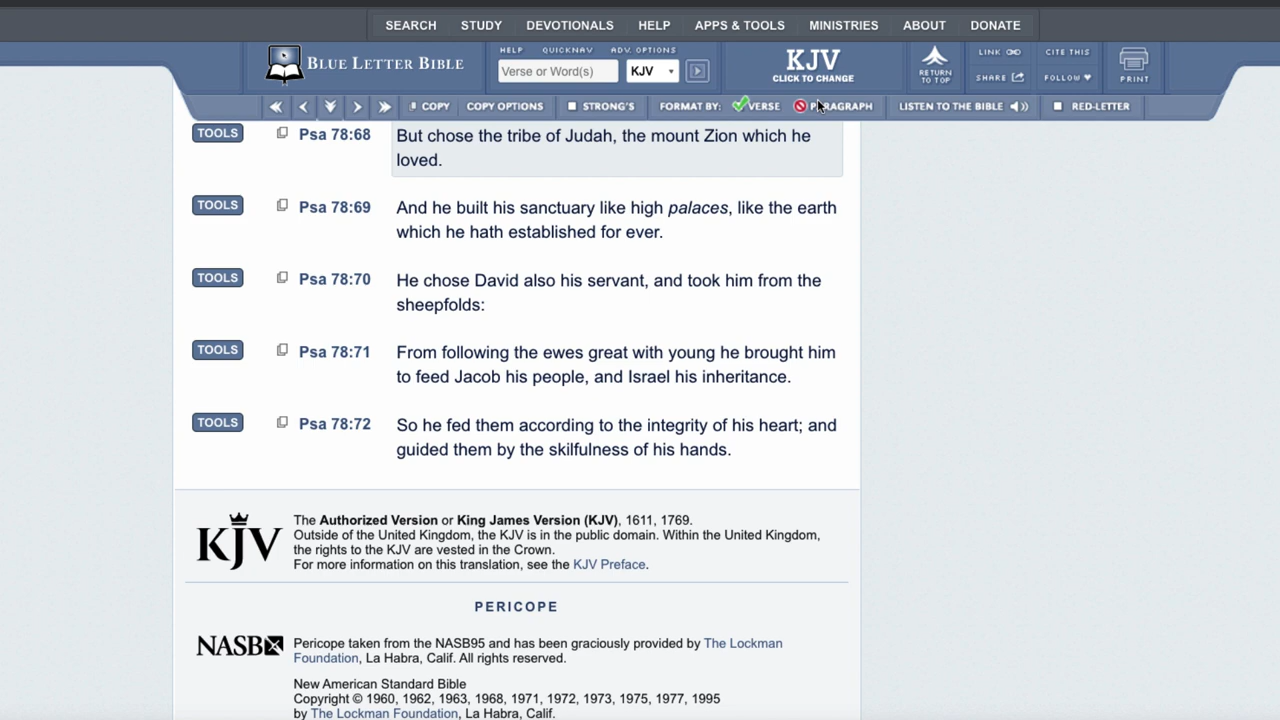 SEARCH STUDY DEVOTIONALS HELP APPS & TOOLS MINISTRIES ABOUT DONATE
BLUE LETTER BIBLE
HELP QUICKNAV ADV. OPTIONS
Verse or Word(s) KJV
KJV
CLICK TO CHANGE
RETURN
TO TOP
LINK CITE THIS
SHARE FOLLOW
PRINT
COPY COPY OPTIONS STRONG'S FORMAT BY: VERSE PARAGRAPH LISTEN TO THE BIBLE RED-LETTER
TOOLS Psa 78:68 But chose the tribe of Judah, the mount Zion which he
loved.
TOOLS Psa 78:69 And he built his sanctuary like high palaces, like the earth
which he hath established for ever.
TOOLS Psa 78:70 He chose David also his servant, and took him from the
sheepfolds:
TOOLS Psa 78:71 From following the ewes great with young he brought him
to feed Jacob his people, and Israel his inheritance.
TOOLS Psa 78:72 So he fed them according to the integrity of his heart; and
guided them by the skilfulness of his hands.
KJV
The Authorized Version or King James Version (KJV), 1611, 1769.
Outside of the United Kingdom, the KJV is in the public domain. Within the United Kingdom,
the rights to the KJV are vested in the Crown.
For more information on this translation, see the KJV Preface.
PERICOPE
NASB
Pericope taken from the NASB95 and has been graciously provided by The Lockman
Foundation, La Habra, Calif. All rights reserved.
New American Standard Bible
Copyright © 1960, 1962, 1963, 1968, 1971, 1972, 1973, 1975, 1977, 1995
by The Lockman Foundation, La Habra, Calif.